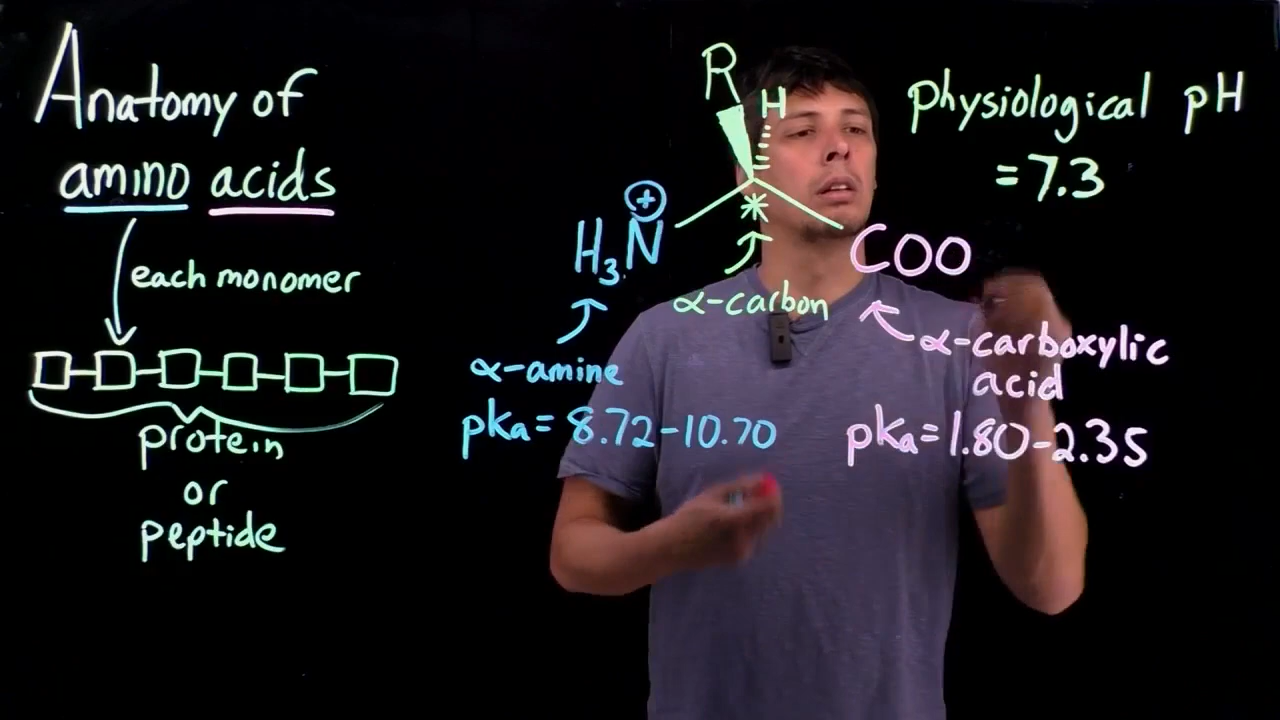 Anatomy of
amino acids
each monomer
protein
or
peptide
R
H
H₃N
+
*
COO
α-carbon
α-amine
pKa = 8.72-10.70
α-carboxylic
acid
pKa = 1.80-2.35
physiological pH
= 7.3